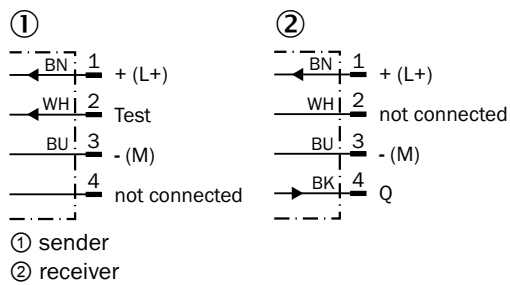 ① ②
BN 1 + (L+) BN 1 + (L+)
WH 2 Test WH 2 not connected
BU 3 - (M) BU 3 - (M)
4 not connected BK 4 Q
① sender
② receiver